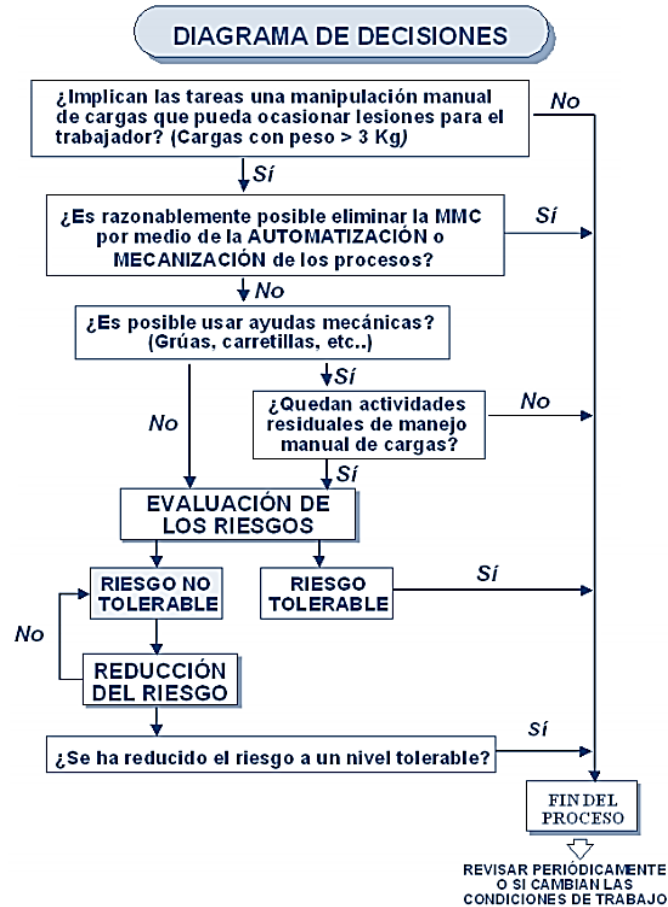 DIAGRAMA DE DECISIONES
¿Implican las tareas una manipulación manual
de cargas que pueda ocasionar lesiones para el
trabajador? (Cargas con peso > 3 Kg)
No
Sí
¿Es razonablemente posible eliminar la MMC
por medio de la AUTOMATIZACIÓN o
MECANIZACIÓN de los procesos?
Sí
No
¿Es posible usar ayudas mecánicas?
(Grúas, carretillas, etc..)
Sí
No
¿Quedan actividades
residuales de manejo
manual de cargas?
No
Sí
EVALUACIÓN DE
LOS RIESGOS
RIESGO NO
TOLERABLE
RIESGO
TOLERABLE
Sí
No
REDUCCIÓN
DEL RIESGO
¿Se ha reducido el riesgo a un nivel tolerable?
Sí
FIN DEL
PROCESO
REVISAR PERIÓDICAMENTE
O SI CAMBIAN LAS
CONDICIONES DE TRABAJO